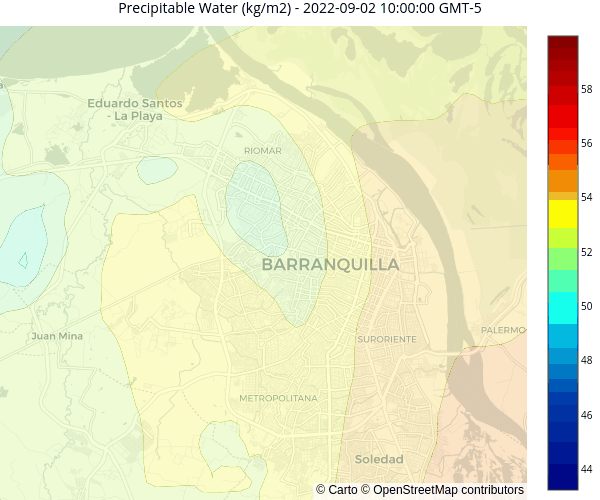 Precipitable Water (kg/m2) - 2022-09-02 10:00:00 GMT-5
Eduardo Santos
- La Playa
RIOMAR
BARRANQUILLA
Juan Mina
SURORIENTE
PALERMO
METROPOLITANA
Soledad
© Carto © OpenStreetMap contributors
58
56
54
52
50
48
46
44